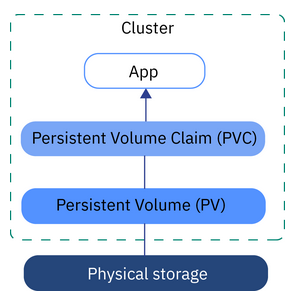 Cluster
App
Persistent Volume Claim (PVC)
Persistent Volume (PV)
Physical storage